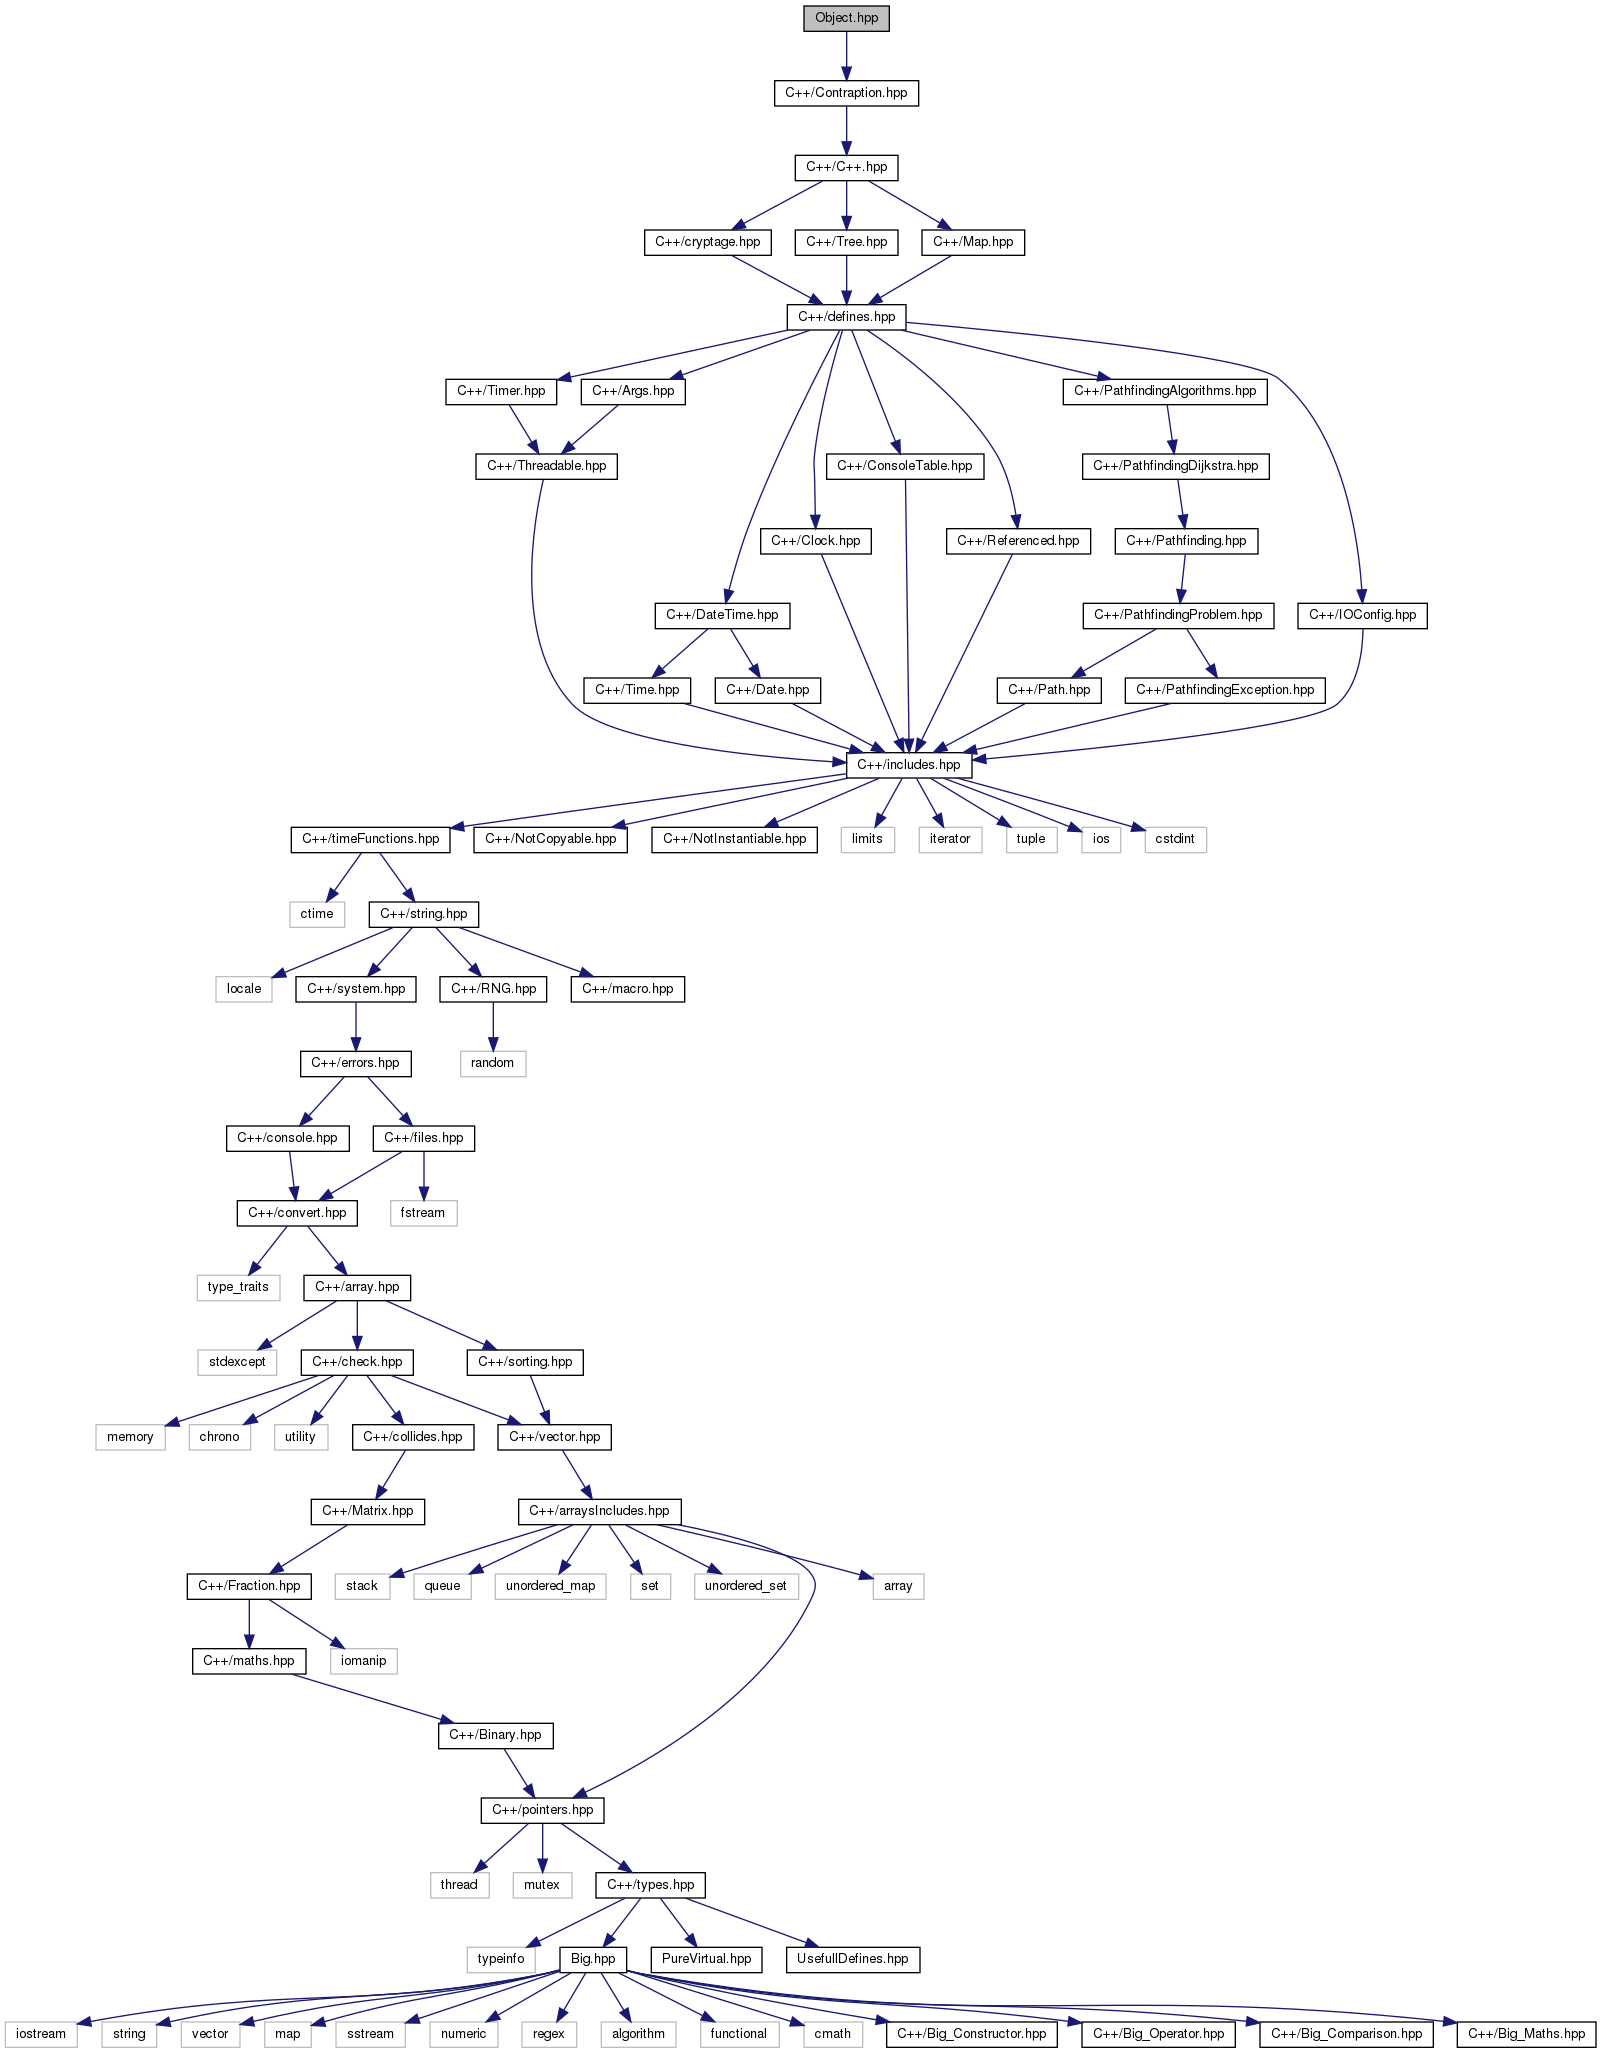 Object.hpp
C++/Contraption.hpp
C++/C++.hpp
C++/cryptage.hpp
C++/Tree.hpp
C++/Map.hpp
C++/defines.hpp
C++/Timer.hpp
C++/Args.hpp
C++/PathfindingAlgorithms.hpp
C++/Threadable.hpp
C++/ConsoleTable.hpp
C++/PathfindingDijkstra.hpp
C++/Clock.hpp
C++/Referenced.hpp
C++/Pathfinding.hpp
C++/DateTime.hpp
C++/PathfindingProblem.hpp
C++/IOConfig.hpp
C++/Time.hpp
C++/Date.hpp
C++/Path.hpp
C++/PathfindingException.hpp
C++/includes.hpp
C++/timeFunctions.hpp
C++/NotCopyable.hpp
C++/NotInstantiable.hpp
limits
iterator
tuple
ios
cstdint
ctime
C++/string.hpp
locale
C++/system.hpp
C++/RNG.hpp
C++/macro.hpp
C++/errors.hpp
random
C++/console.hpp
C++/files.hpp
C++/convert.hpp
fstream
type_traits
C++/array.hpp
stdexcept
C++/check.hpp
C++/sorting.hpp
memory
chrono
utility
C++/collides.hpp
C++/vector.hpp
C++/Matrix.hpp
C++/arraysIncludes.hpp
C++/Fraction.hpp
stack
queue
unordered_map
set
unordered_set
array
C++/maths.hpp
iomanip
C++/Binary.hpp
C++/pointers.hpp
thread
mutex
C++/types.hpp
typeinfo
Big.hpp
PureVirtual.hpp
UsefullDefines.hpp
iostream
string
vector
map
sstream
numeric
regex
algorithm
functional
cmath
C++/Big_Constructor.hpp
C++/Big_Operator.hpp
C++/Big_Comparison.hpp
C++/Big_Maths.hpp